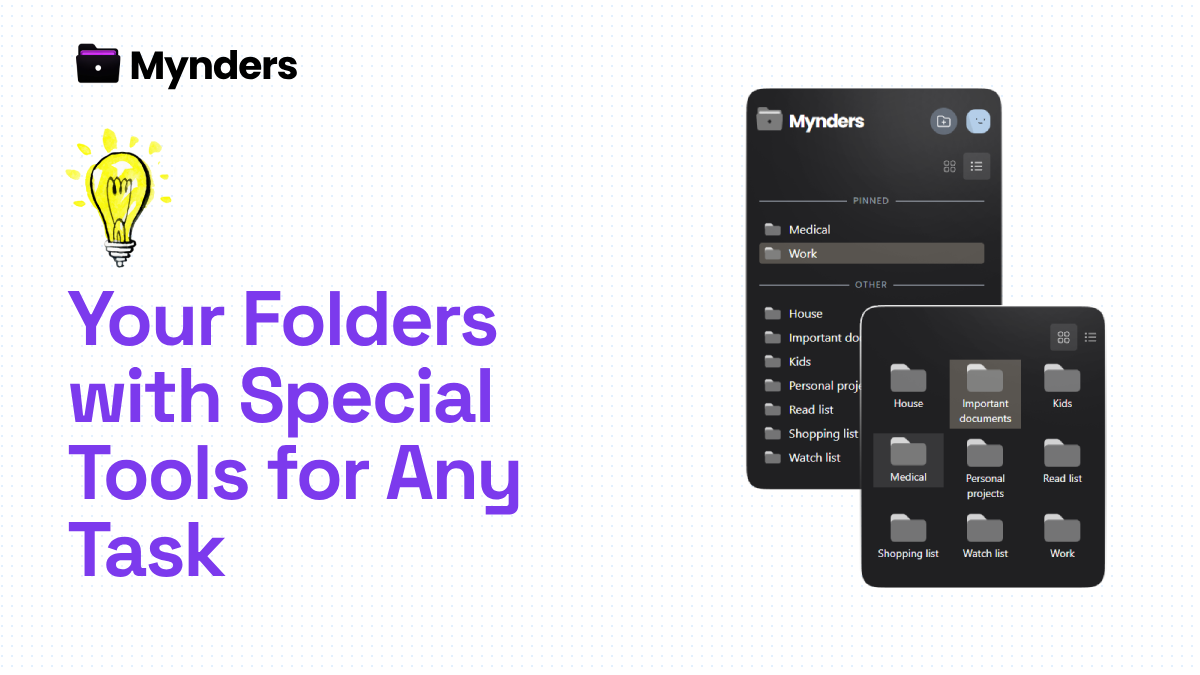 Mynders
Your Folders
with Special
Tools for Any
Task
Mynders
PINNED
Medical
Work
OTHER
House
Important do
Kids
Personal proje
Read list
Shopping list
Watch list
House
Important
documents
Kids
Medical
Personal
projects
Read list
Shopping list
Watch list
Work